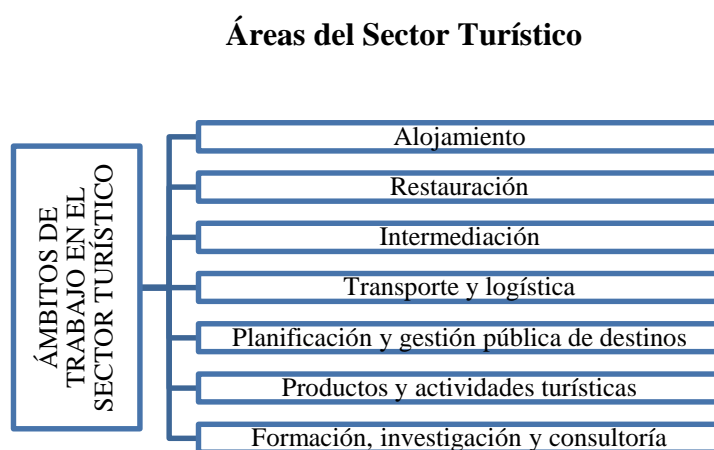 Áreas del Sector Turístico
ÁMBITOS DE
TRABAJO EN EL
SECTOR TURÍSTICO
Alojamiento
Restauración
Intermediación
Transporte y logística
Planificación y gestión pública de destinos
Productos y actividades turísticas
Formación, investigación y consultoría